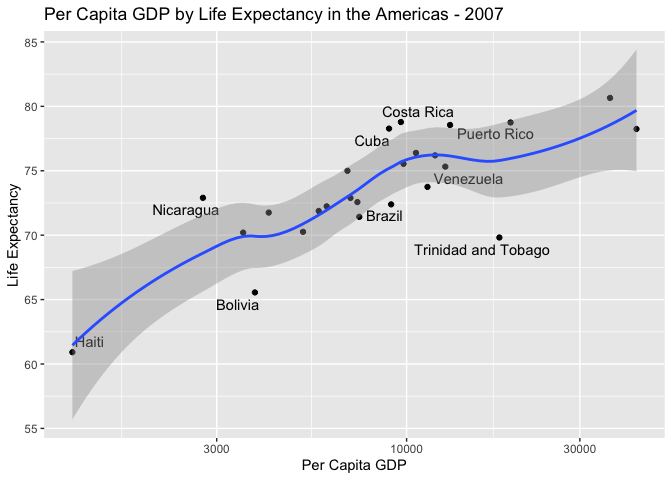 Per Capita GDP by Life Expectancy in the Americas - 2007
85
80
75
70
65
60
55
Life Expectancy
Costa Rica
Cuba
Puerto Rico
Venezuela
Nicaragua
Brazil
Trinidad and Tobago
Bolivia
Haiti
3000
10000
30000
Per Capita GDP